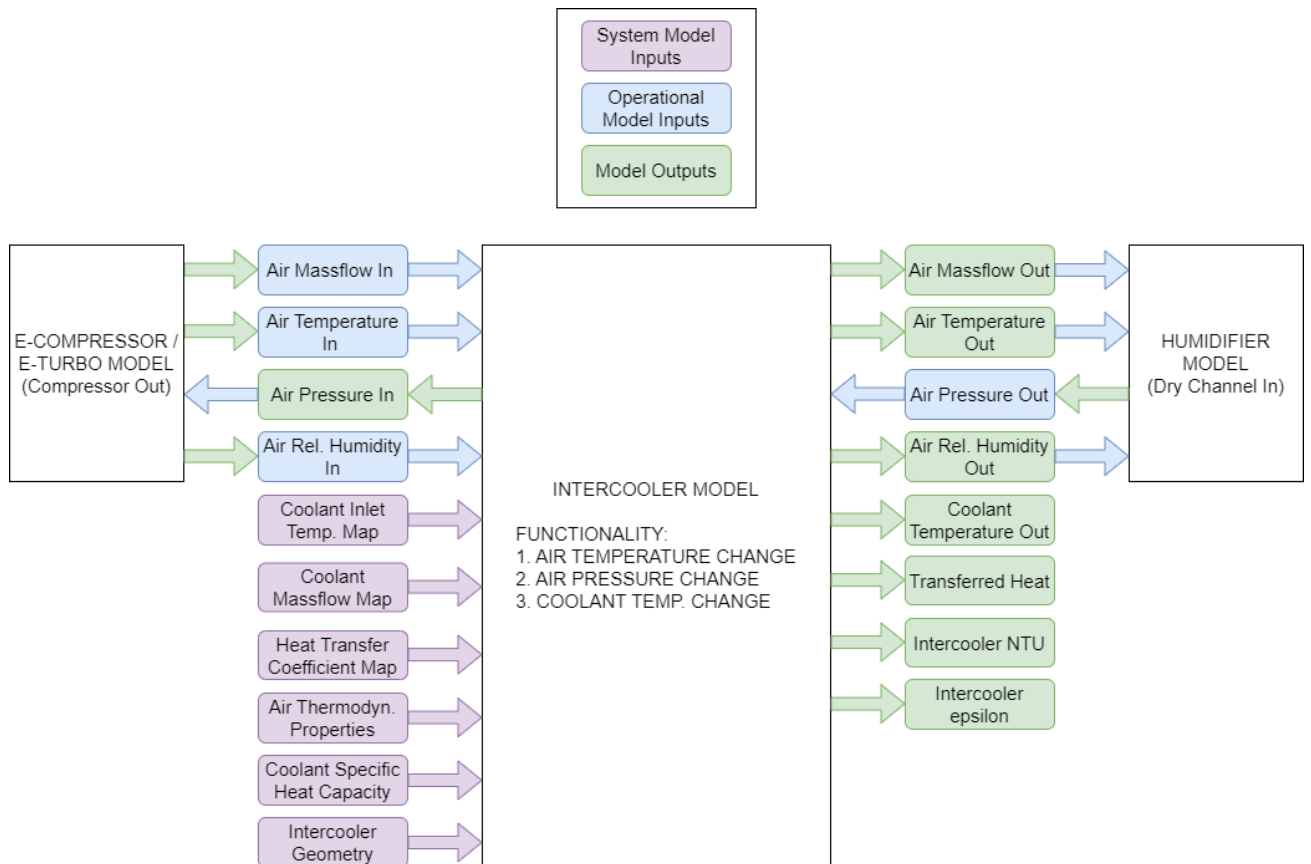 System Model
Inputs
Operational
Model Inputs
Model Outputs
E-COMPRESSOR /
E-TURBO MODEL
(Compressor Out)
Air Massflow In
Air Temperature
In
Air Pressure In
Air Rel. Humidity
In
Coolant Inlet
Temp. Map
Coolant
Massflow Map
Heat Transfer
Coefficient Map
Air Thermodyn.
Properties
Coolant Specific
Heat Capacity
Intercooler
Geometry
INTERCOOLER MODEL
FUNCTIONALITY:
1. AIR TEMPERATURE CHANGE
2. AIR PRESSURE CHANGE
3. COOLANT TEMP. CHANGE
Air Massflow Out
Air Temperature
Out
Air Pressure Out
Air Rel. Humidity
Out
Coolant
Temperature Out
Transferred Heat
Intercooler NTU
Intercooler
epsilon
HUMIDIFIER
MODEL
(Dry Channel In)